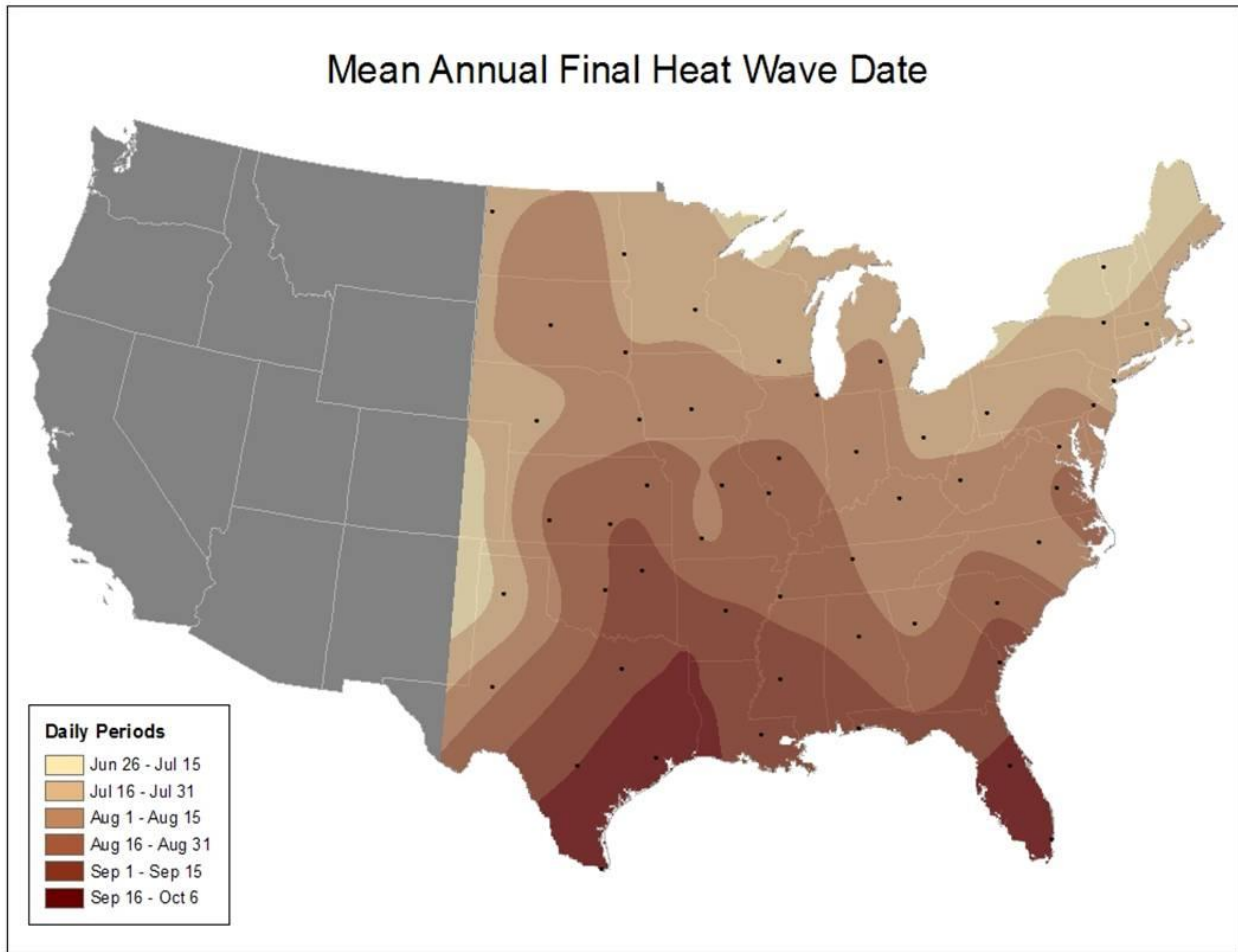 Mean Annual Final Heat Wave Date
Daily Periods
Jun 26 - Jul 15
Jul 16 - Jul 31
Aug 1 - Aug 15
Aug 16 - Aug 31
Sep 1 - Sep 15
Sep 16 - Oct 6